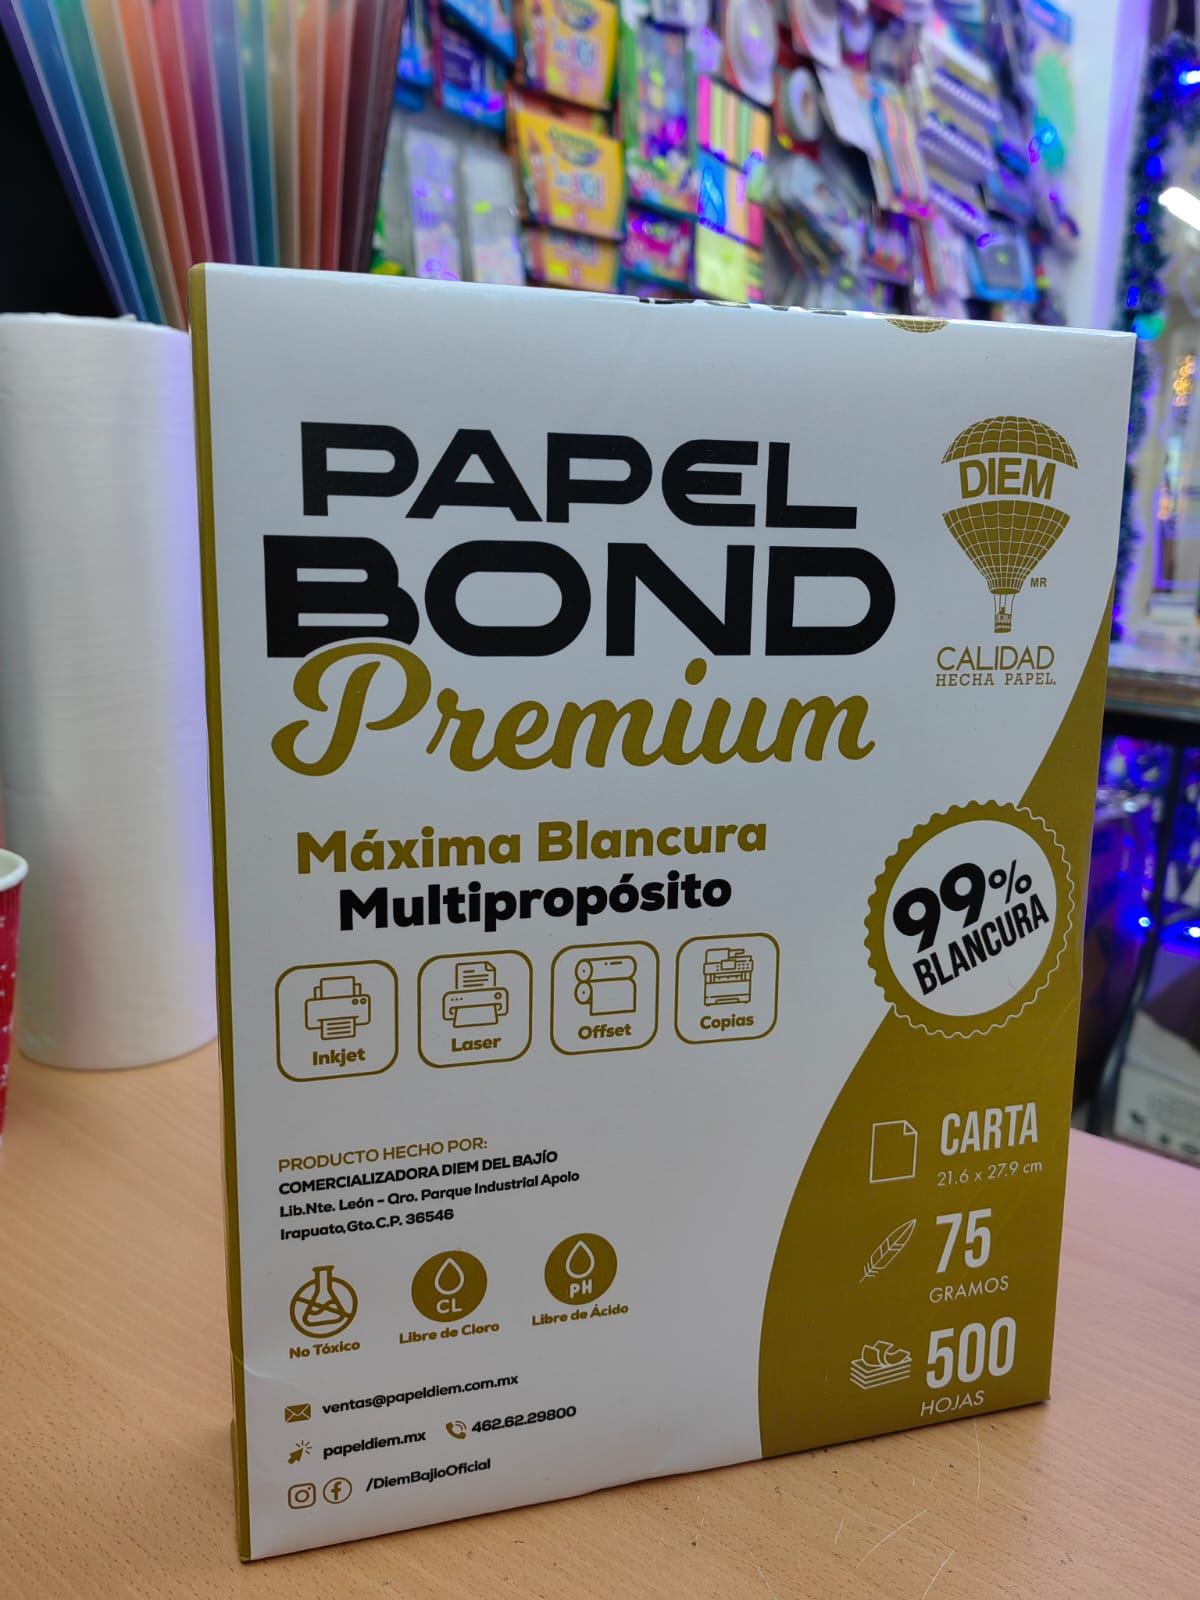 PAPEL
BOND
Premium
DIEM
MR
CALIDAD
HECHA PAPEL.
Máxima Blancura
Multipropósito
99%
BLANCURA
Inkjet
Laser
Offset
Copias
PRODUCTO HECHO POR:
COMERCIALIZADORA DIEM DEL BAJÍO
Lib.Nte. León - Qro. Parque Industrial Apolo
Irapuato,Gto.C.P. 36546
No Tóxico
CL
Libre de Cloro
PH
Libre de Ácido
ventas@papeldiem.com.mx
papeldiem.mx
462.62.29800
/DiemBajioOficial
CARTA
21.6 x 27.9 cm
75
GRAMOS
500
HOJAS
Crayola